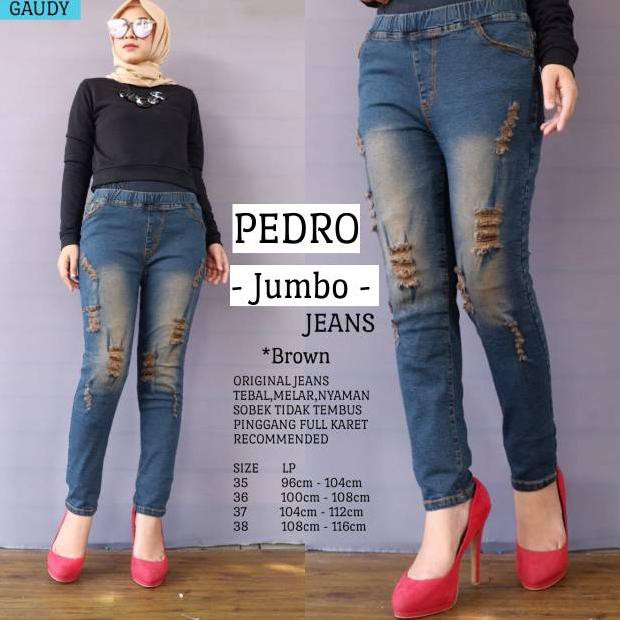 GAUDY
PEDRO
- Jumbo -
JEANS
*Brown
ORIGINAL JEANS
TEBAL,MELAR,NYAMAN
SOBEK TIDAK TEMBUS
PINGGANG FULL KARET
RECOMMENDED
SIZE LP
35 96cm - 104cm
36 100cm - 108cm
37 104cm - 112cm
38 108cm - 116cm